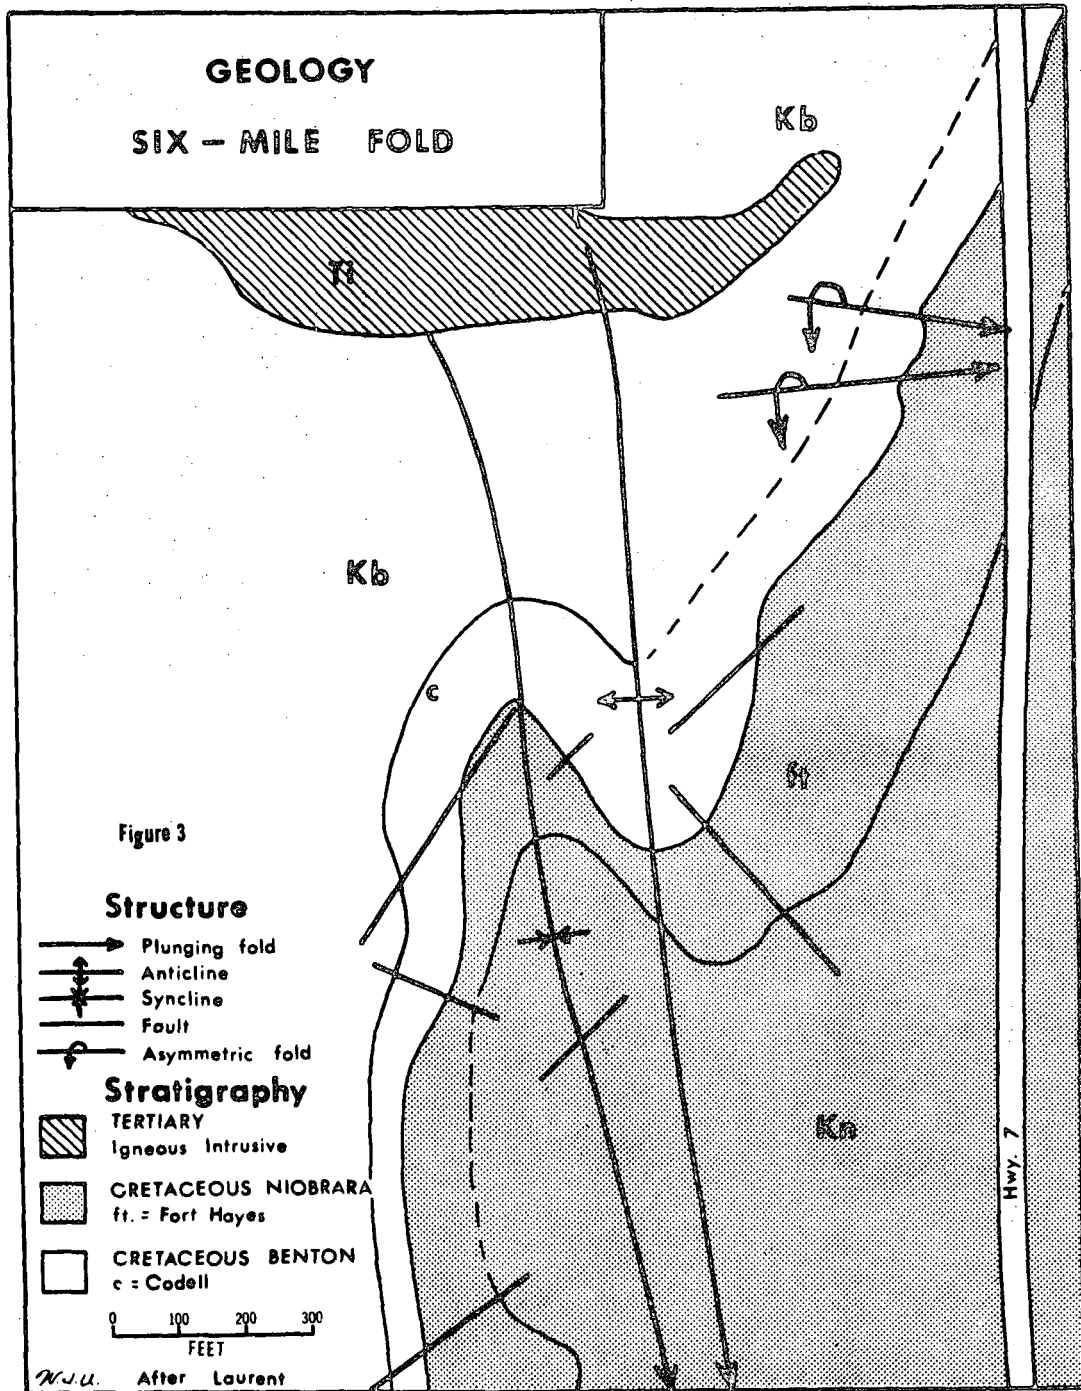 GEOLOGY
SIX - MILE FOLD
Kb
Ti
Kb
c
ft
Figure 3
Structure
Plunging fold
Anticline
Syncline
Fault
Asymmetric fold
Stratigraphy
TERTIARY
Igneous Intrusive
Kn
Hwy. 7
CRETACEOUS NIOBRARA
ft. = Fort Hayes
CRETACEOUS BENTON
c = Codell
0 100 200 300
FEET
W.J.U. After Laurent